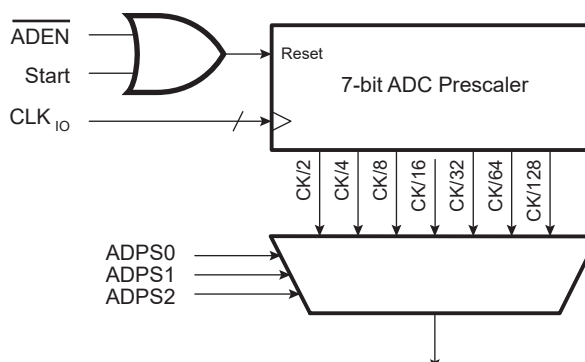 ADEN
Start
CLK IO
Reset
7-bit ADC Prescaler
CK/2
CK/4
CK/8
CK/16
CK/32
CK/64
CK/128
ADPS0
ADPS1
ADPS2